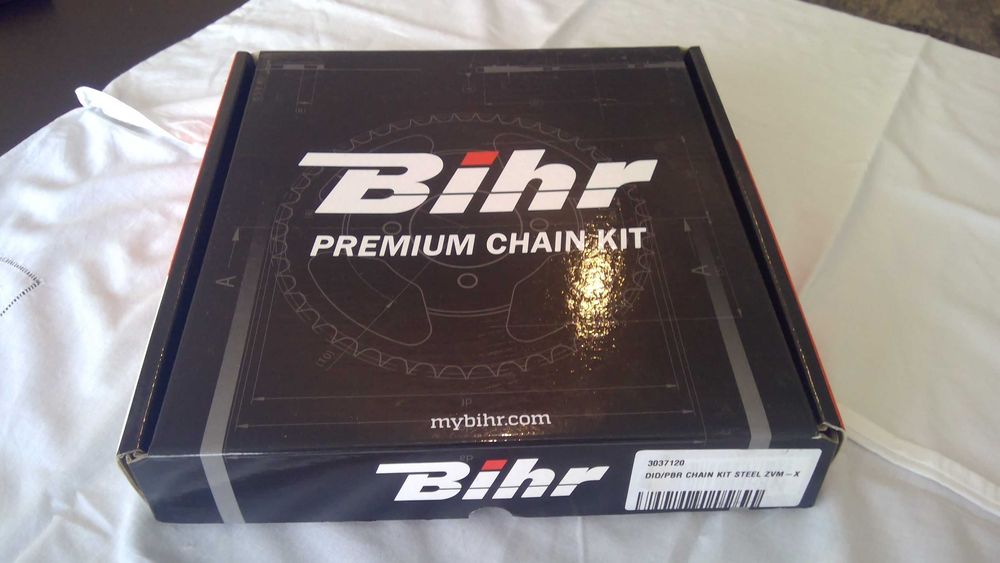 Bihr
PREMIUM CHAIN KIT
A
A
mybihr.com
Bihr
3037120
DID/PBR CHAIN KIT STEEL ZVM-X